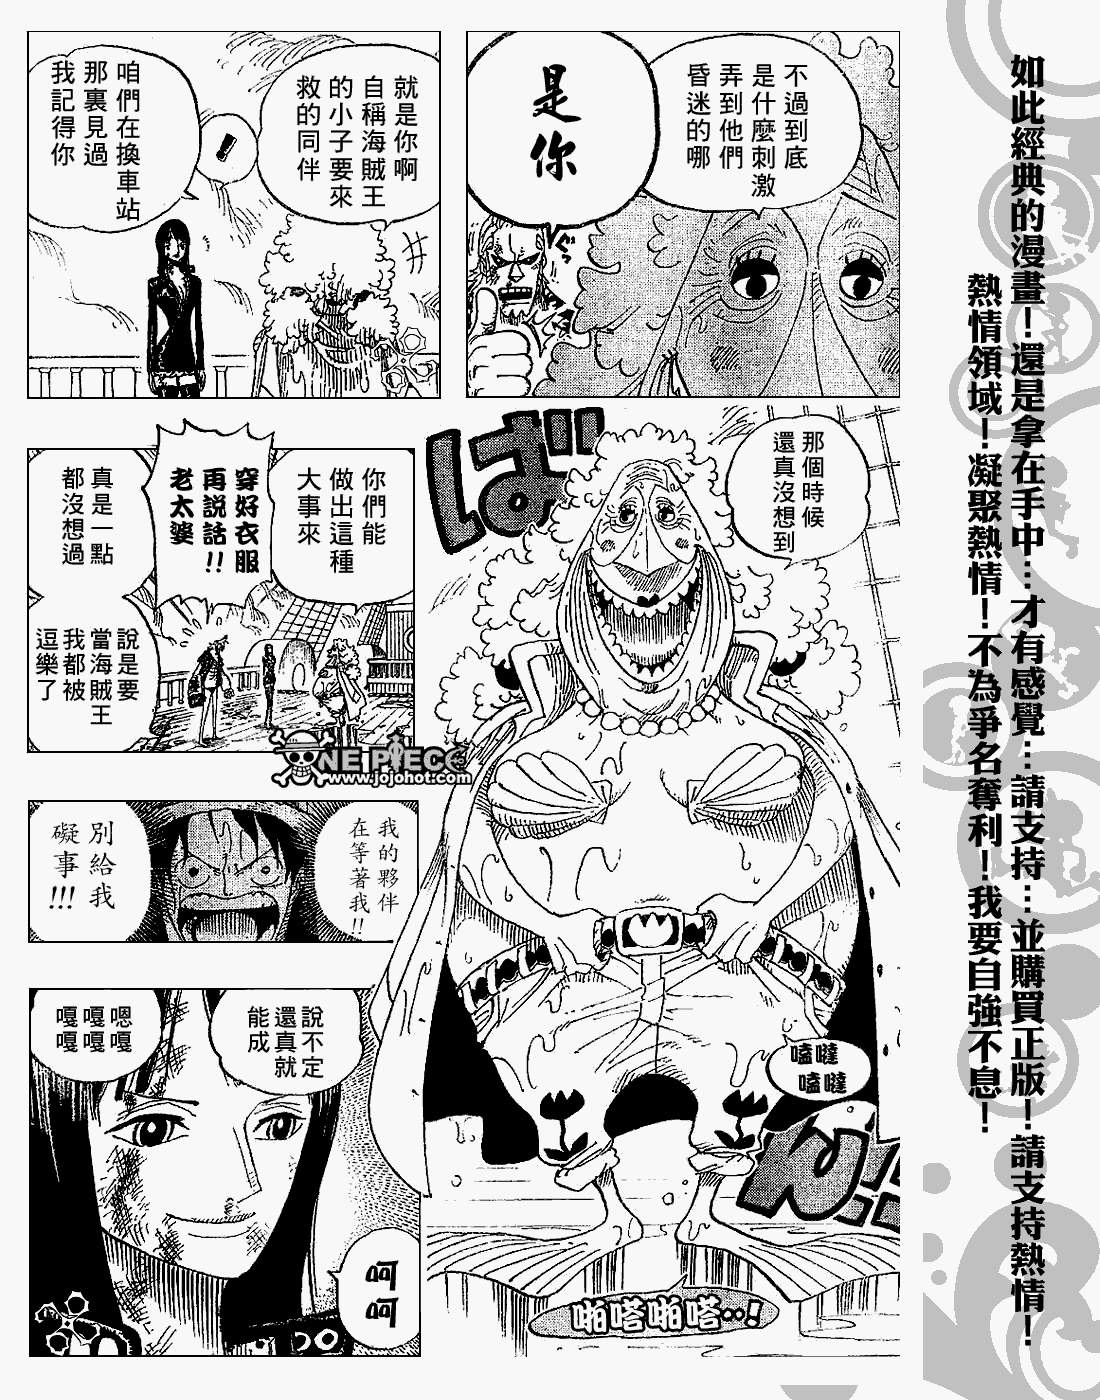 不過到底
是什麼刺激
弄到他們
昏迷的哪
是你
ぐっ
就是你啊
自稱海賊王
的小子要來
救的同伴
!
咱們在換車站
那裏見過
我記得你
那個時候
還真沒想到
ばん!!
你們能
做出這種
大事來
穿好衣服
再說話!!
老太婆
真是一點
都沒想過
說是要
當海賊王
我都被
逗樂了
ONE PIECE
www.jojohot.com
我的夥伴
在等著我!!
別給我
礙事!!!
嗑噠
嗑噠
說不定
還真就
能成
嗯嘎
嘎嘎
嘎嘎
呵
呵
啪嗒啪嗒…!
如此經典的漫畫!還是拿在手中…才有感覺…請支持…並購買正版!請支持熱情!
熱情領域!凝聚熱情!不為爭名奪利!我要自強不息!